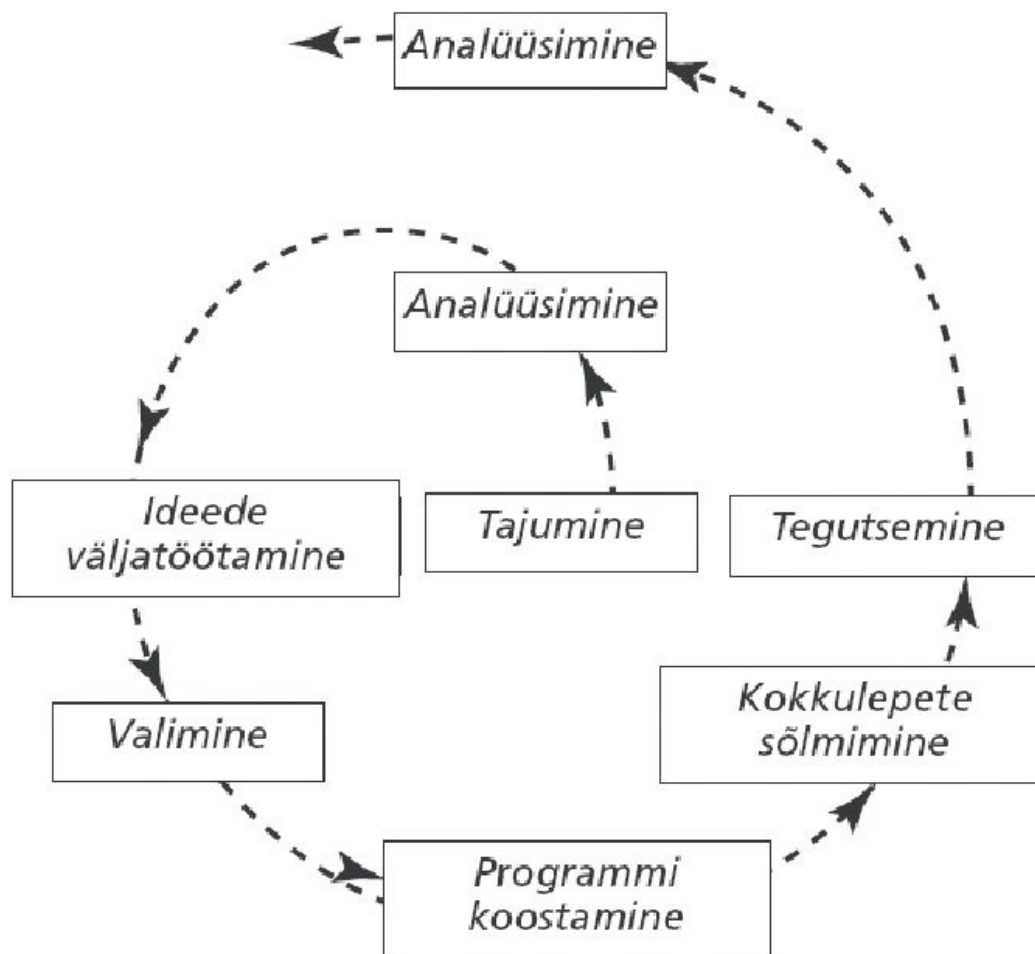 Analüüsimine
Analüüsimine
Ideede
väljatöötamine
Tajumine
Tegutsemine
Valimine
Kokkulepete
sõlmimine
Programmi
koostamine